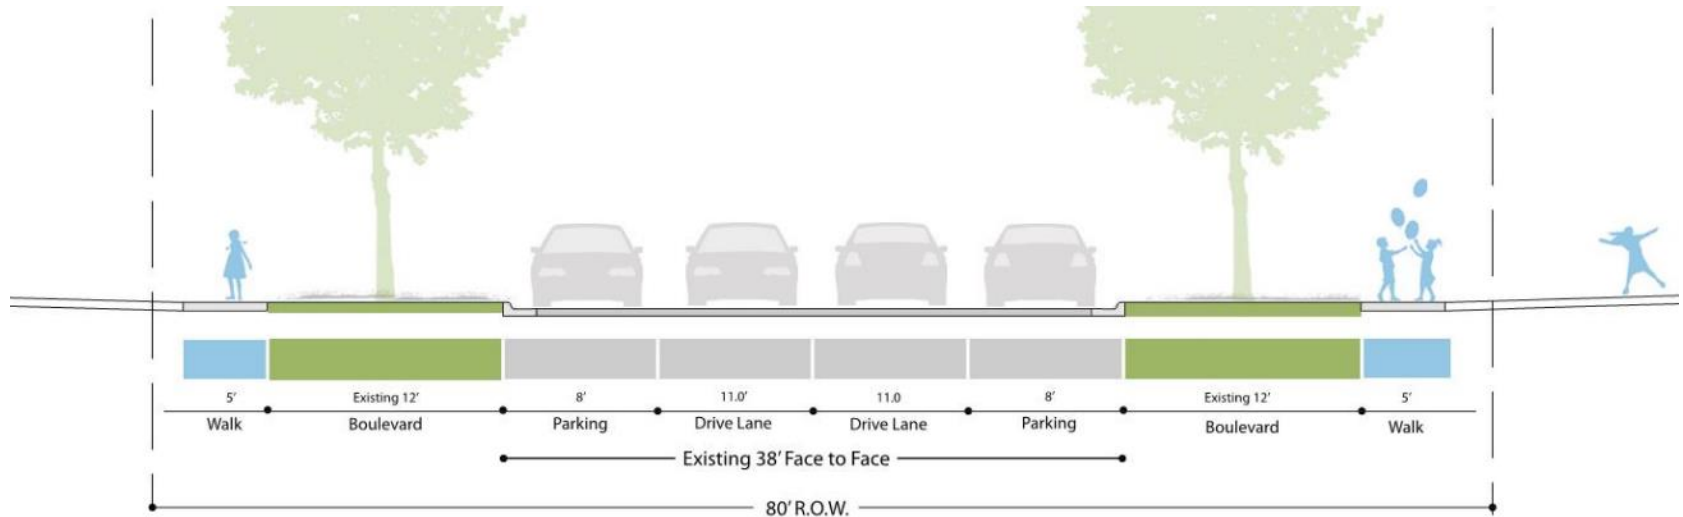 5' Existing 12' 8' 11.0' 11.0 8' Existing 12' 5'
Walk Boulevard Parking Drive Lane Drive Lane Parking Boulevard Walk
Existing 38' Face to Face
80' R.O.W.